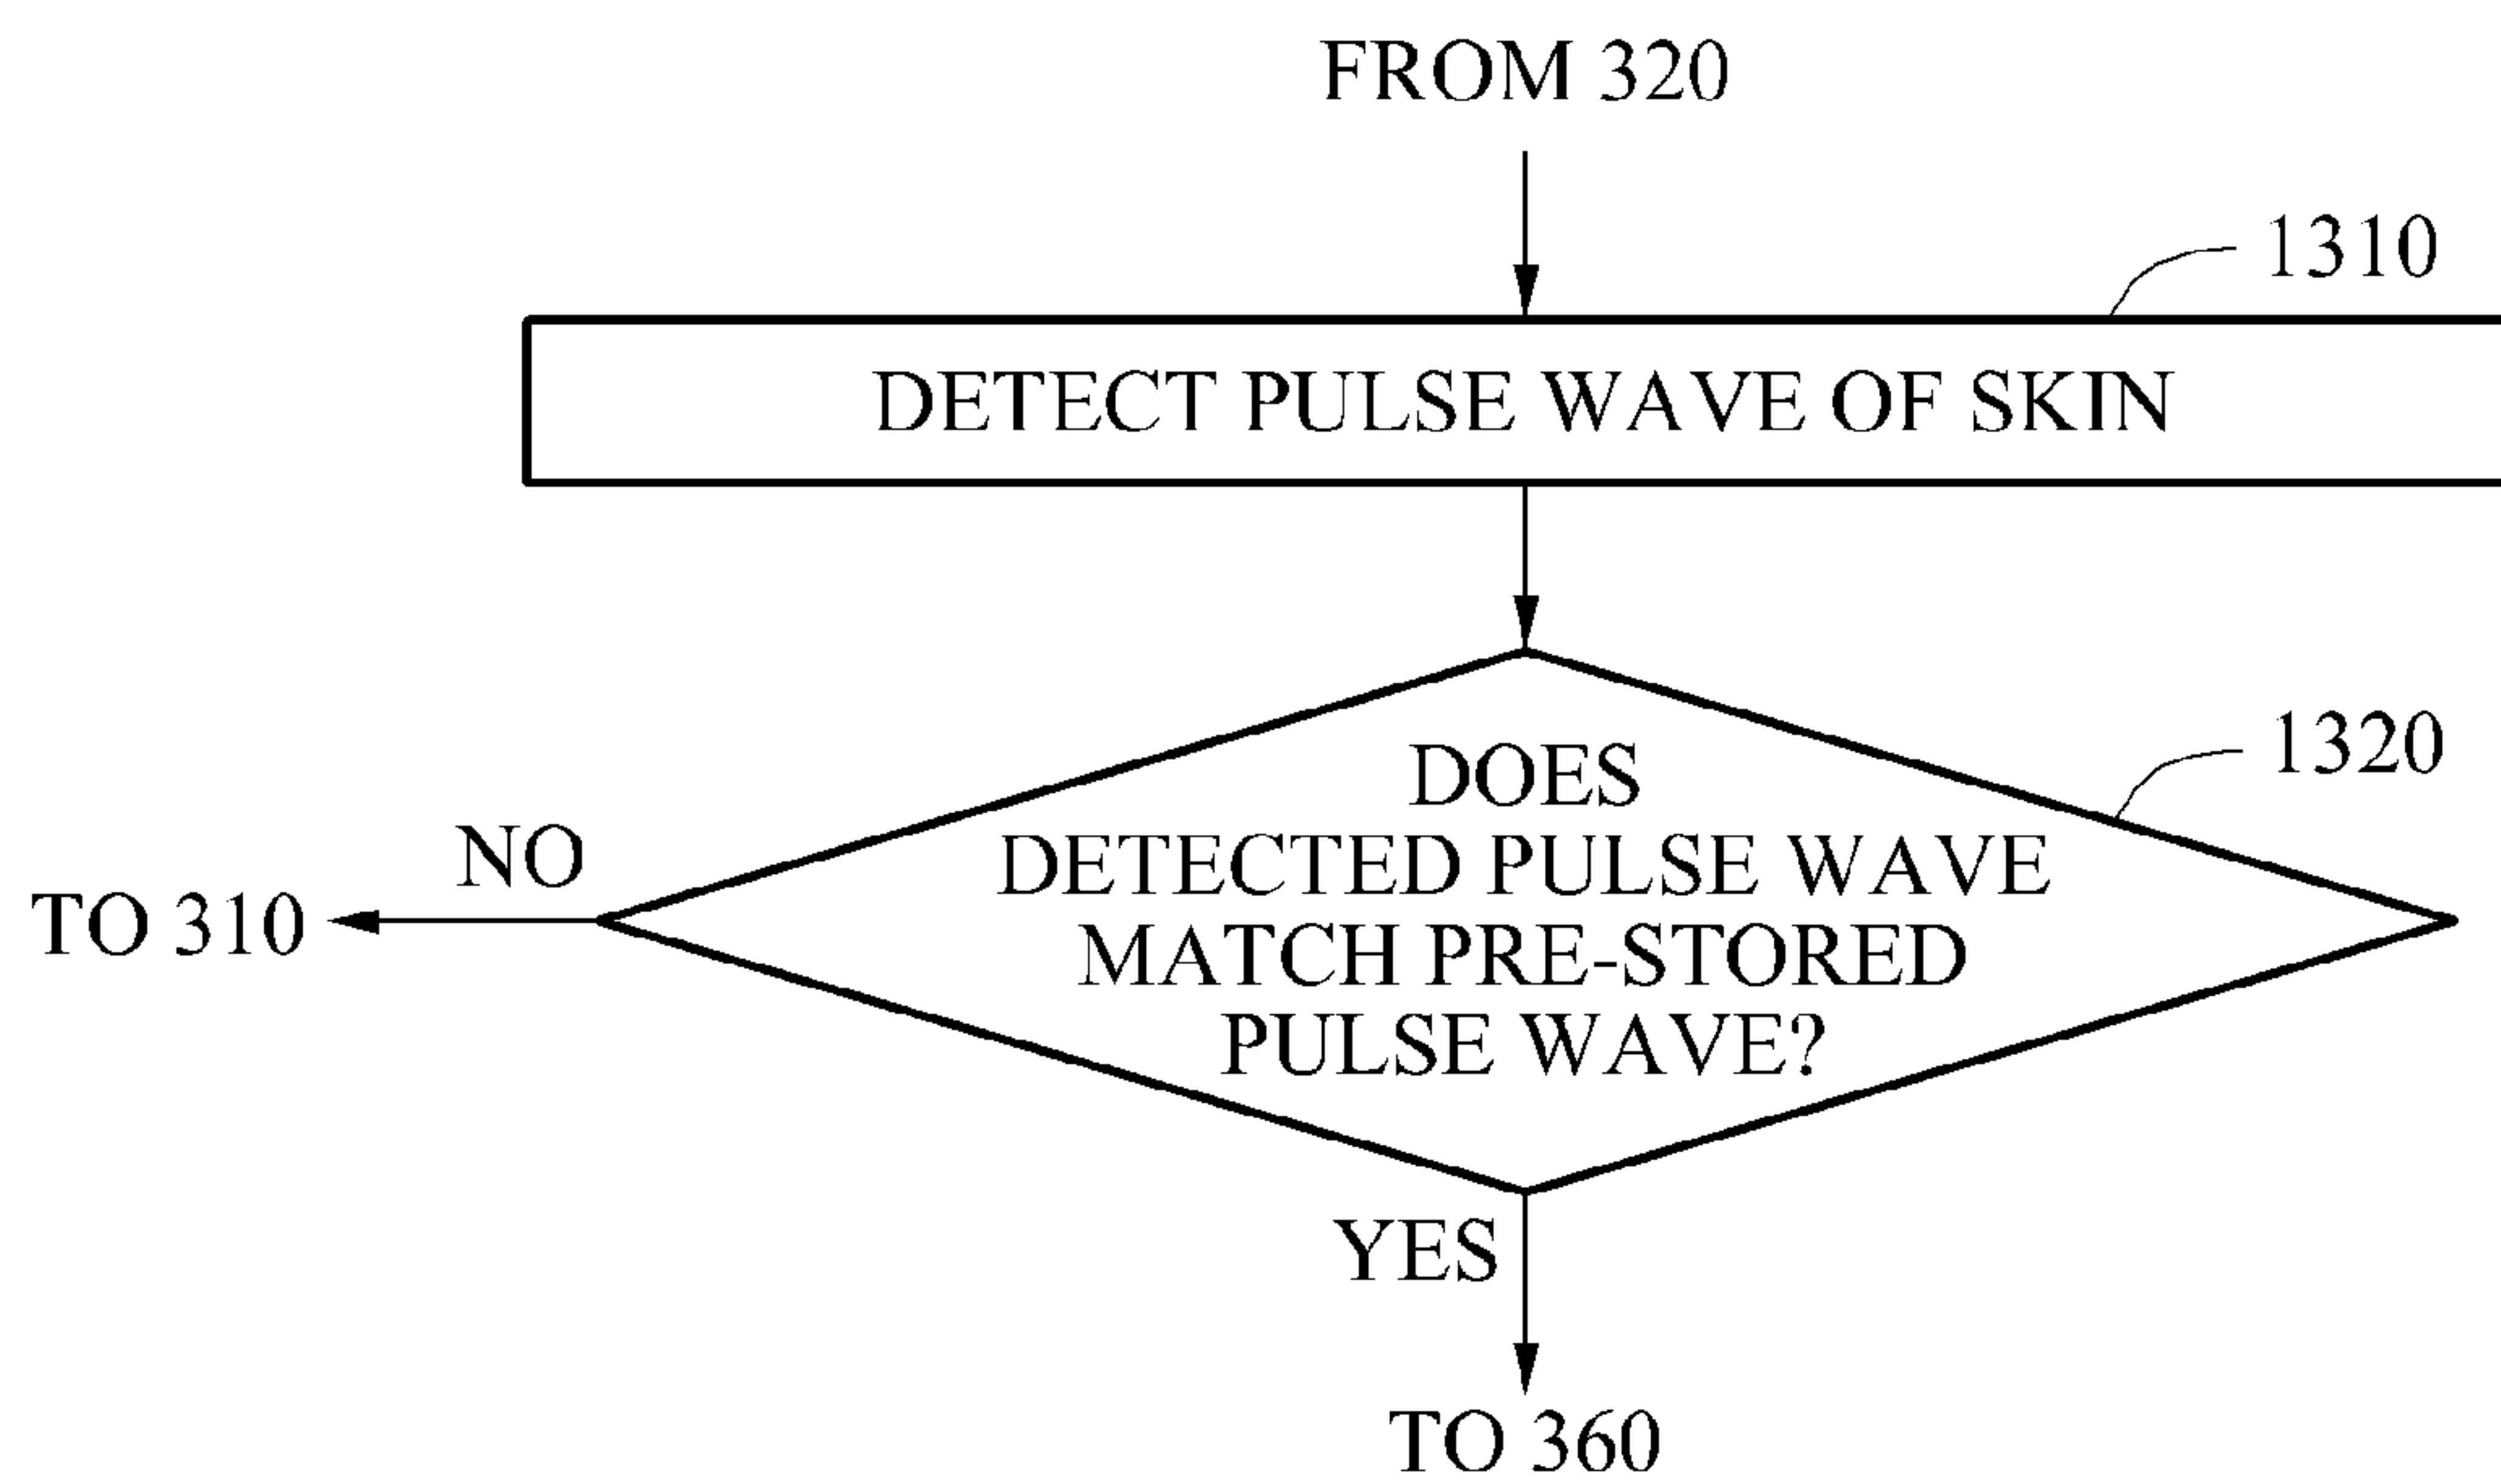 FROM 320
1310
DETECT PULSE WAVE OF SKIN
1320
DOES
DETECTED PULSE WAVE
MATCH PRE-STORED
PULSE WAVE?
NO
TO 310
YES
TO 360